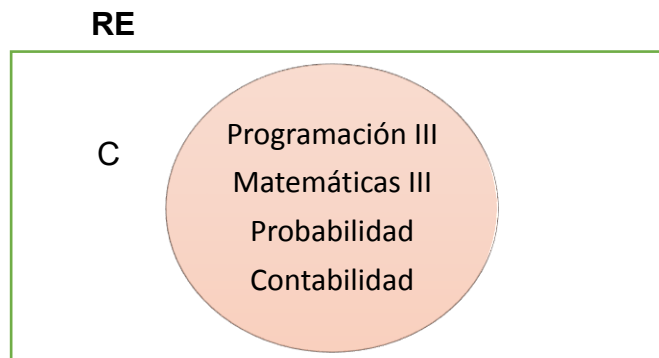 RE
C
Programación III
Matemáticas III
Probabilidad
Contabilidad